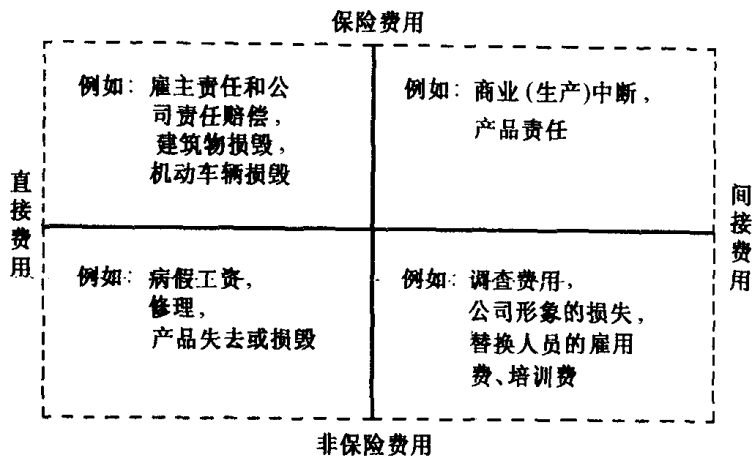 保险费用
例如: 雇主责任和公
司责任赔偿,
建筑物损毁,
机动车辆损毁
例如: 商业(生产)中断,
产品责任
直接费用
间接费用
例如: 病假工资,
修理,
产品失去或损毁
例如: 调查费用,
公司形象的损失,
替换人员的雇用
费、培训费
非保险费用